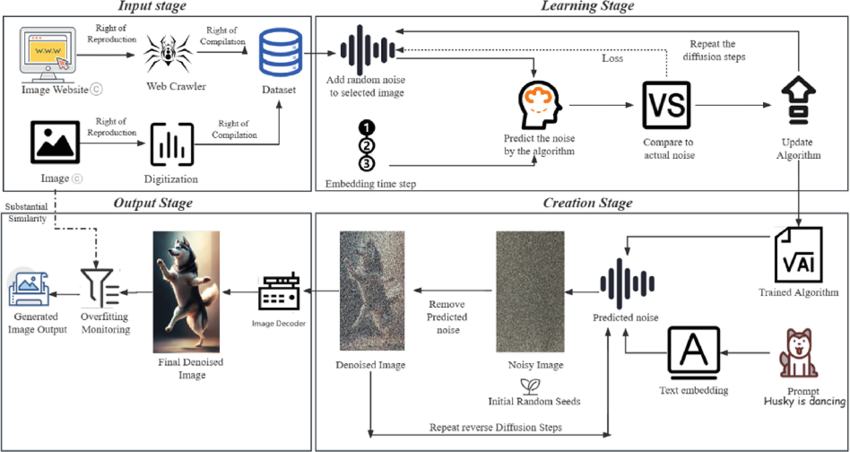 Input stage
Learning Stage
Right of
Reproduction
Right of
Compilation
www
Image Website ©
Web Crawler
Dataset
Right of
Reproduction
Right of
Compilation
Image ©
Digitization
Add random noise
to selected image
Loss
Repeat the
diffusion steps
1
2
3
Embedding time step
Predict the noise
by the algorithm
VS
Compare to
actual noise
Update
Algorithm
Output Stage
Creation Stage
Substantial
Similarity
Generated
Image Output
Overfitting
Monitoring
Final Denoised
Image
Image Decoder
Denoised Image
Remove
Predicted
noise
Noisy Image
Initial Random Seeds
Predicted noise
√AI
Trained Algorithm
A
Text embedding
Prompt
Husky is dancing
Repeat reverse Diffusion Steps